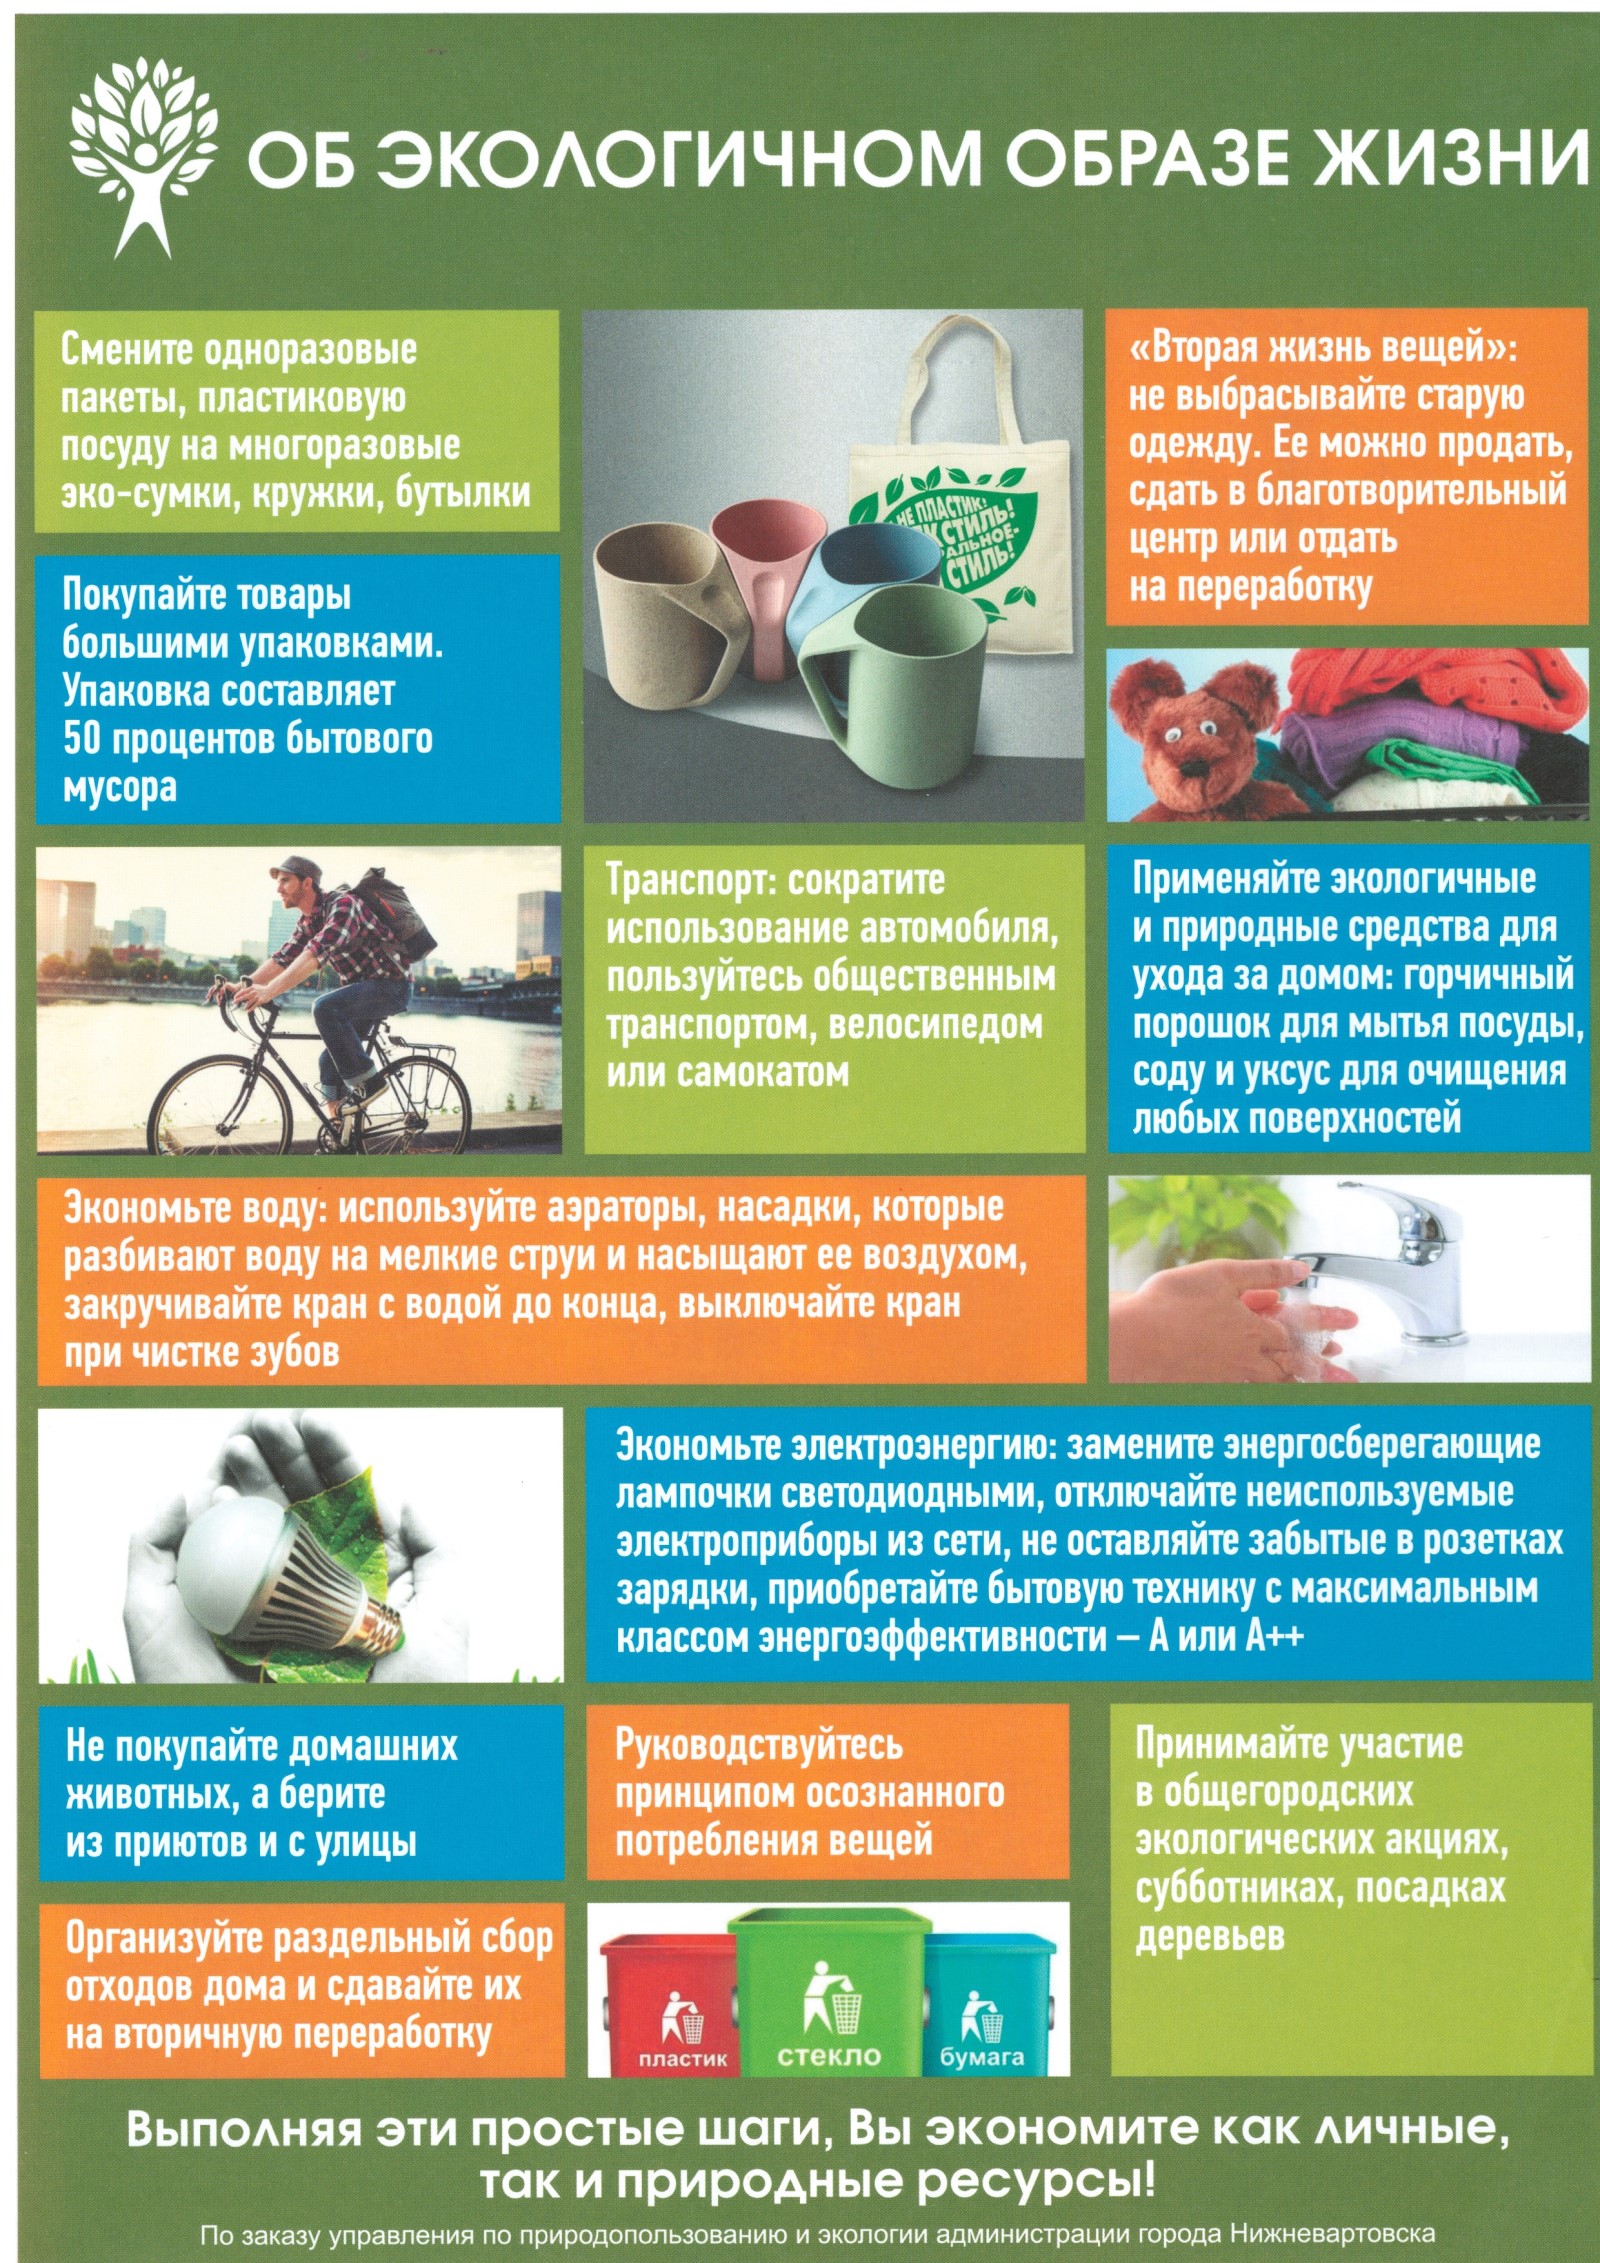 ОБ ЭКОЛОГИЧНОМ ОБРАЗЕ ЖИЗНИ
Смените одноразовые
пакеты, пластиковую
посуду на многоразовые
эко-сумки, кружки, бутылки
НЕ ПЛАСТИК:
СТИЛЬ!
АЛЬНОЕ-
СТИЛЬ!
«Вторая жизнь вещей»:
не выбрасывайте старую
одежду. Ее можно продать,
сдать в благотворительный
центр или отдать
на переработку
Покупайте товары
большими упаковками.
Упаковка составляет
50 процентов бытового
мусора
Транспорт: сократите
использование автомобиля,
пользуйтесь общественным
транспортом, велосипедом
или самокатом
Применяйте экологичные
и природные средства для
ухода за домом: горчичный
порошок для мытья посуды,
соду и уксус для очищения
любых поверхностей
Экономьте воду: используйте аэраторы, насадки, которые
разбивают воду на мелкие струи и насыщают ее воздухом,
закручивайте кран с водой до конца, выключайте кран
при чистке зубов
Экономьте электроэнергию: замените энергосберегающие
лампочки светодиодными, отключайте неиспользуемые
электроприборы из сети, не оставляйте забытые в розетках
зарядки, приобретайте бытовую технику с максимальным
классом энергоэффективности – А или А++
Не покупайте домашних
животных, а берите
из приютов и с улицы
Руководствуйтесь
принципом осознанного
потребления вещей
Принимайте участие
в общегородских
экологических акциях,
субботниках, посадках
деревьев
Организуйте раздельный сбор
отходов дома и сдавайте их
на вторичную переработку
пластик
стекло
бумага
Выполняя эти простые шаги, Вы экономите как личные,
так и природные ресурсы!
По заказу управления по природопользованию и экологии администрации города Нижневартовска